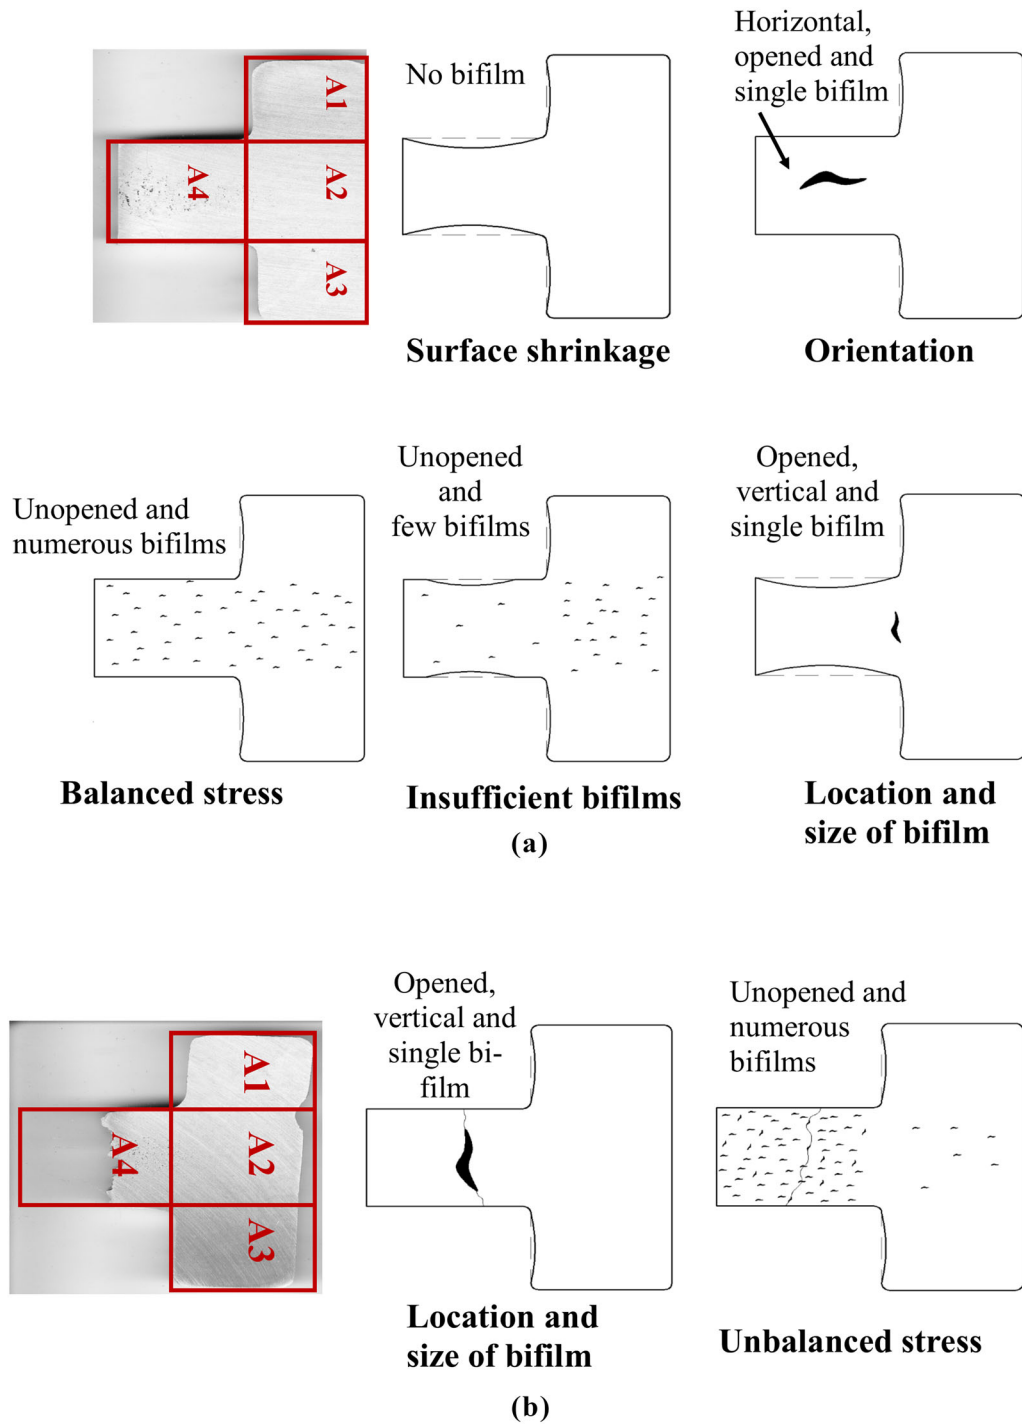 A1
A2
A3
A4
No bifilm
Surface shrinkage
Horizontal,
opened and
single bifilm
Orientation
Unopened and
numerous bifilms
Balanced stress
Unopened
and
few bifilms
Insufficient bifilms
Opened,
vertical and
single bifilm
Location and
size of bifilm
(a)
A1
A2
A3
A4
Opened,
vertical and
single bi-
film
Location and
size of bifilm
Unopened and
numerous
bifilms
Unbalanced stress
(b)